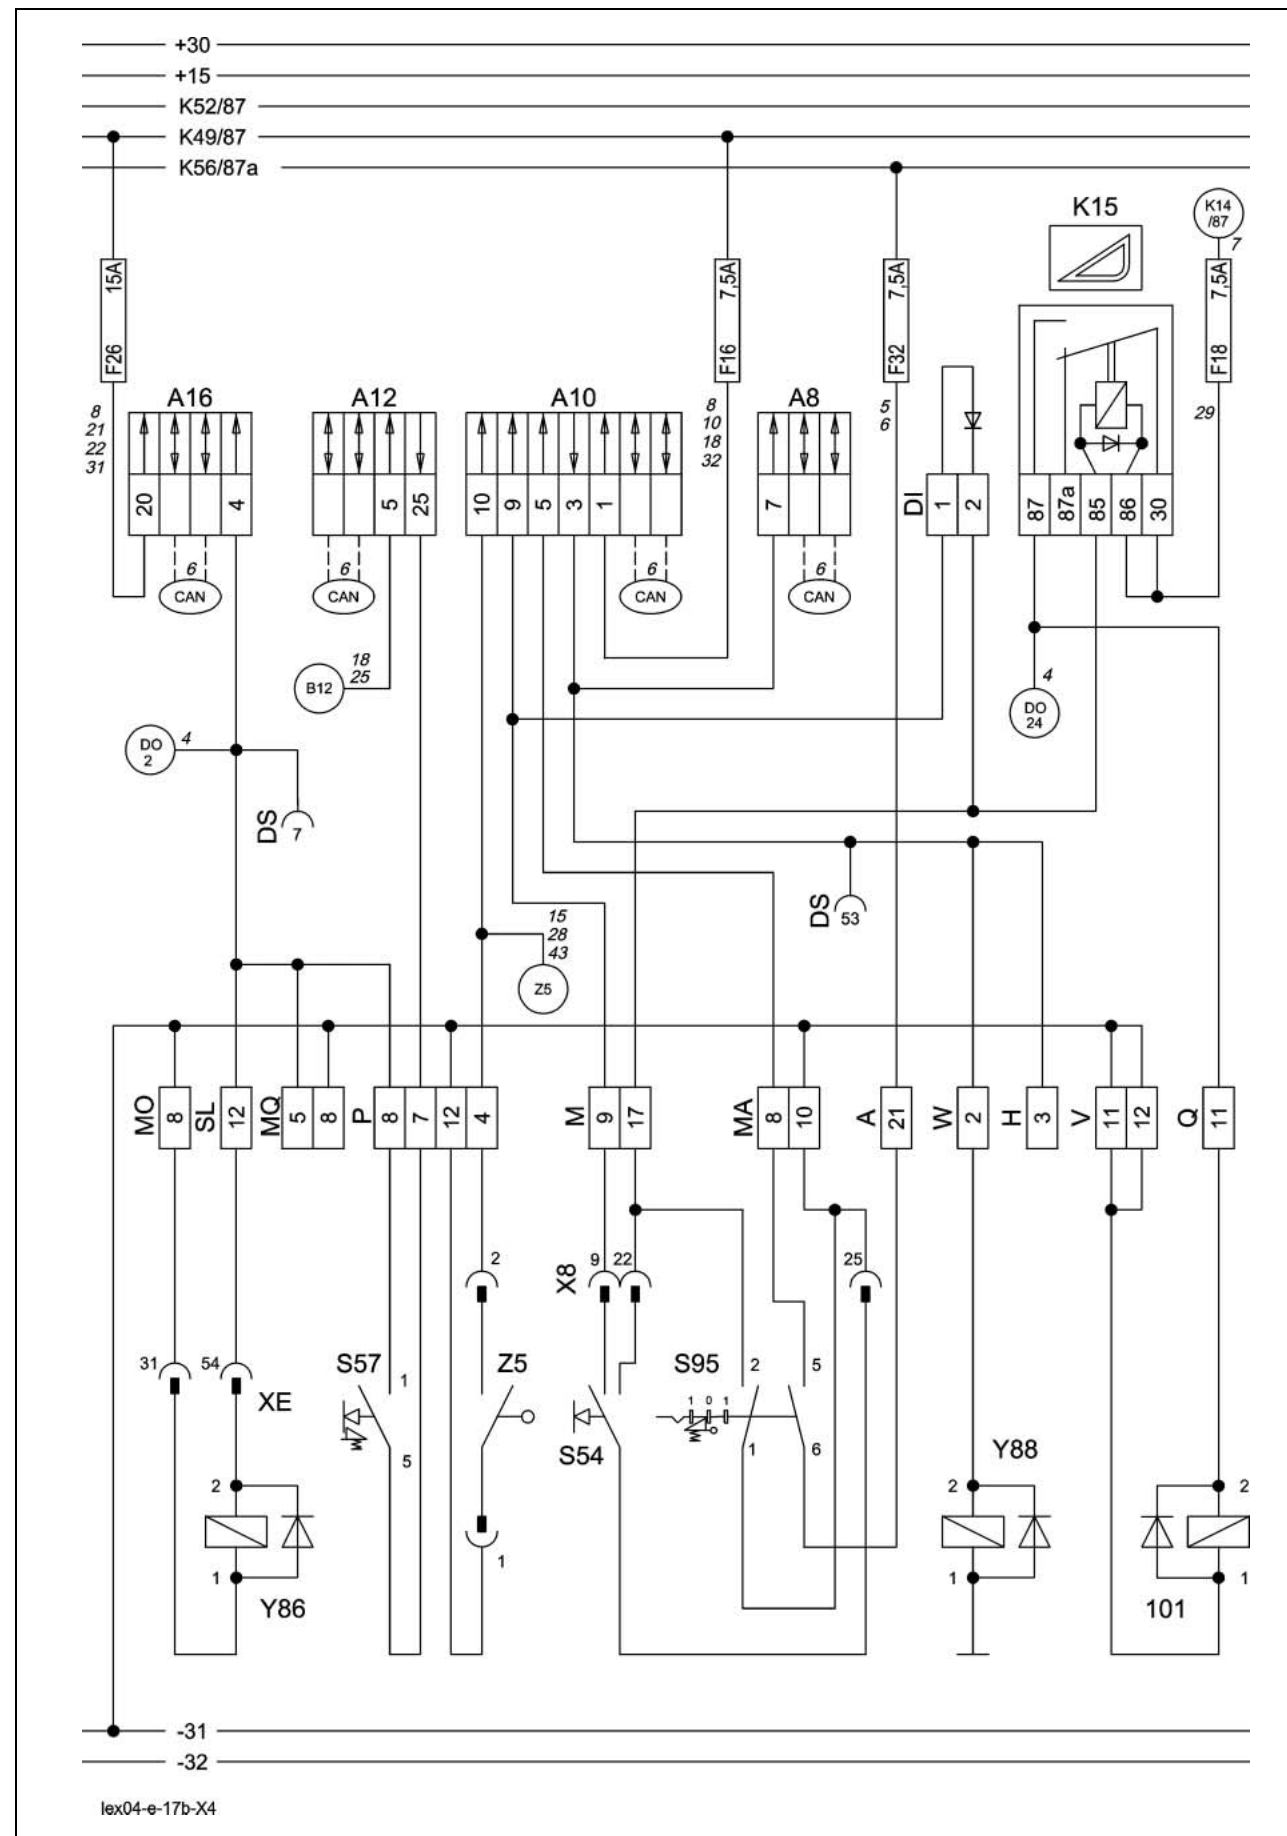 +30
+15
K52/87
K49/87
K56/87a
K15
K14
/87
7
15A
F26
7,5A
F16
7,5A
F32
7,5A
F18
8
21
22
31
A16
A12
A10
8
10
18
32
A8
5
6
29
20
4
5
25
10
9
5
3
1
7
DI
1
2
87
87a
85
86
30
6
CAN
6
CAN
6
CAN
6
CAN
18
25
B12
4
DO
24
DO
2
4
DS
7
DS
53
15
28
43
Z5
MO
8
SL
12
MQ
5
8
P
8
7
12
4
M
9
17
MA
8
10
A
21
W
2
H
3
V
11
12
Q
11
2
X8
9
22
25
31
54
XE
S57
1
5
Z5
1
S54
S95
1
0
1
2
1
5
6
Y88
2
1
2
1
Y86
2
1
101
-31
-32
lex04-e-17b-X4